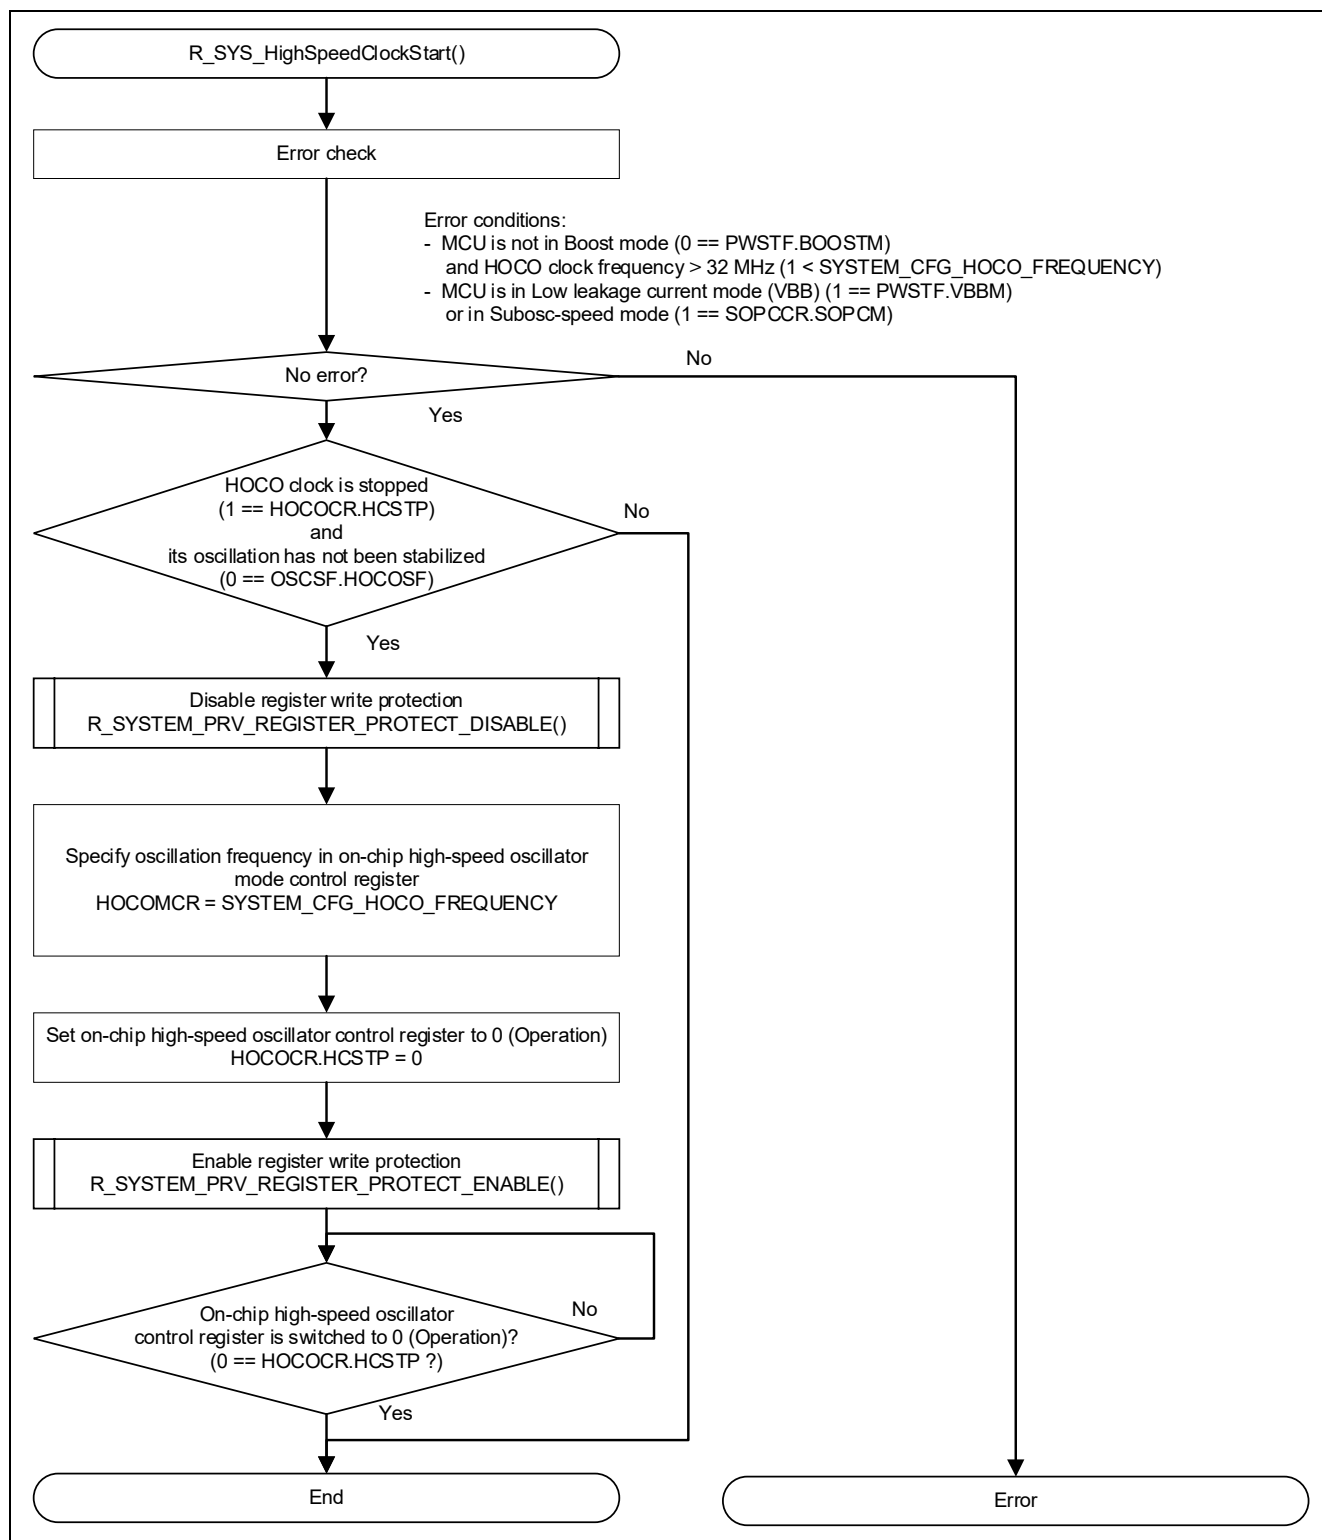 R_SYS_HighSpeedClockStart()
Error check
Error conditions:
- MCU is not in Boost mode (0 == PWSTF.BOOSTM)
and HOCO clock frequency > 32 MHz (1 < SYSTEM_CFG_HOCO_FREQUENCY)
- MCU is in Low leakage current mode (VBB) (1 == PWSTF.VBBM)
or in Subosc-speed mode (1 == SOPCCR.SOPCM)
No error?
No
Yes
HOCO clock is stopped
(1 == HOCOCR.HCSTP)
and
its oscillation has not been stabilized
(0 == OSCSF.HOCOSF)
No
Yes
Disable register write protection
R_SYSTEM_PRV_REGISTER_PROTECT_DISABLE()
Specify oscillation frequency in on-chip high-speed oscillator
mode control register
HOCOMCR = SYSTEM_CFG_HOCO_FREQUENCY
Set on-chip high-speed oscillator control register to 0 (Operation)
HOCOCR.HCSTP = 0
Enable register write protection
R_SYSTEM_PRV_REGISTER_PROTECT_ENABLE()
On-chip high-speed oscillator
control register is switched to 0 (Operation)?
(0 == HOCOCR.HCSTP ?)
No
Yes
End
Error